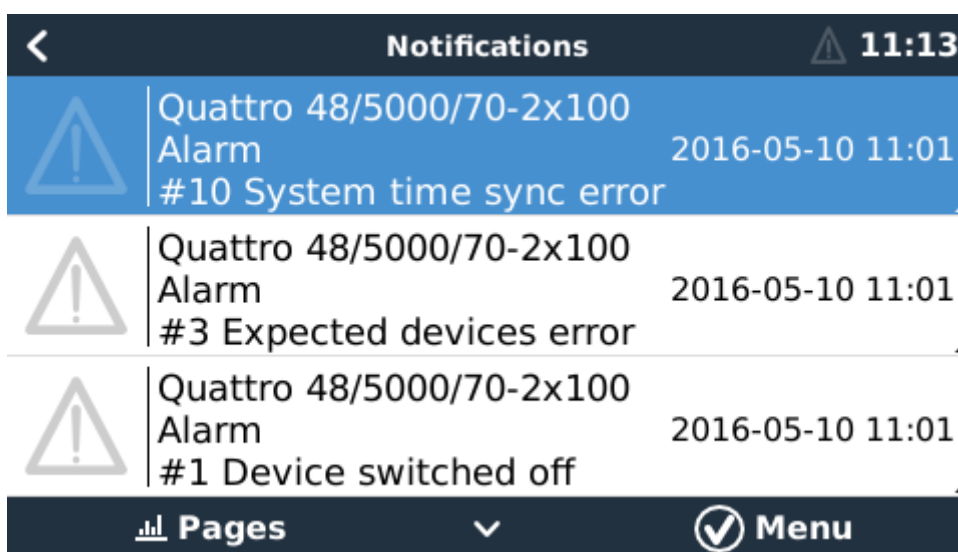 Notifications 11:13
Quattro 48/5000/70-2x100
Alarm 2016-05-10 11:01
#10 System time sync error
Quattro 48/5000/70-2x100
Alarm 2016-05-10 11:01
#3 Expected devices error
Quattro 48/5000/70-2x100
Alarm 2016-05-10 11:01
#1 Device switched off
Pages Menu